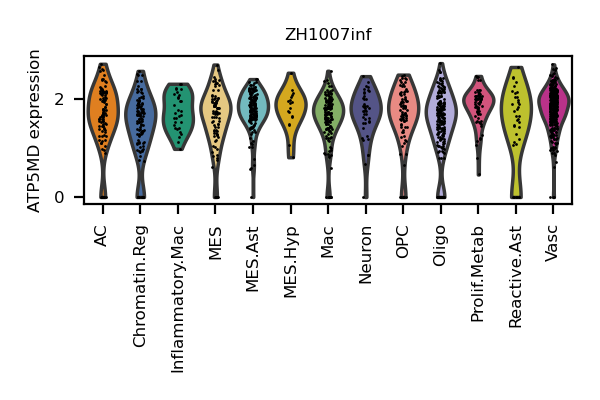 ZH1007inf
ATP5MD expression
2
0
AC
Chromatin.Reg
Inflammatory.Mac
MES
MES.Ast
MES.Hyp
Mac
Neuron
OPC
Oligo
Prolif.Metab
Reactive.Ast
Vasc